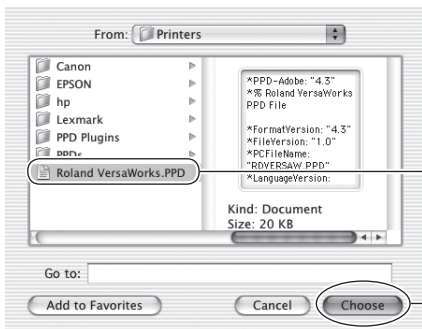 From: Printers
Canon
EPSON
hp
Lexmark
PPD Plugins
PPDs
Roland VersaWorks.PPD
*PPD-Adobe: "4.3"
*% Roland VersaWorks
PPD File
*FormatVersion: "4.3"
*FileVersion: "1.0"
*PCFileName:
"RDVERSAW.PPD"
*LanguageVersion:
Kind: Document
Size: 20 KB
Go to:
Add to Favorites
Cancel
Choose